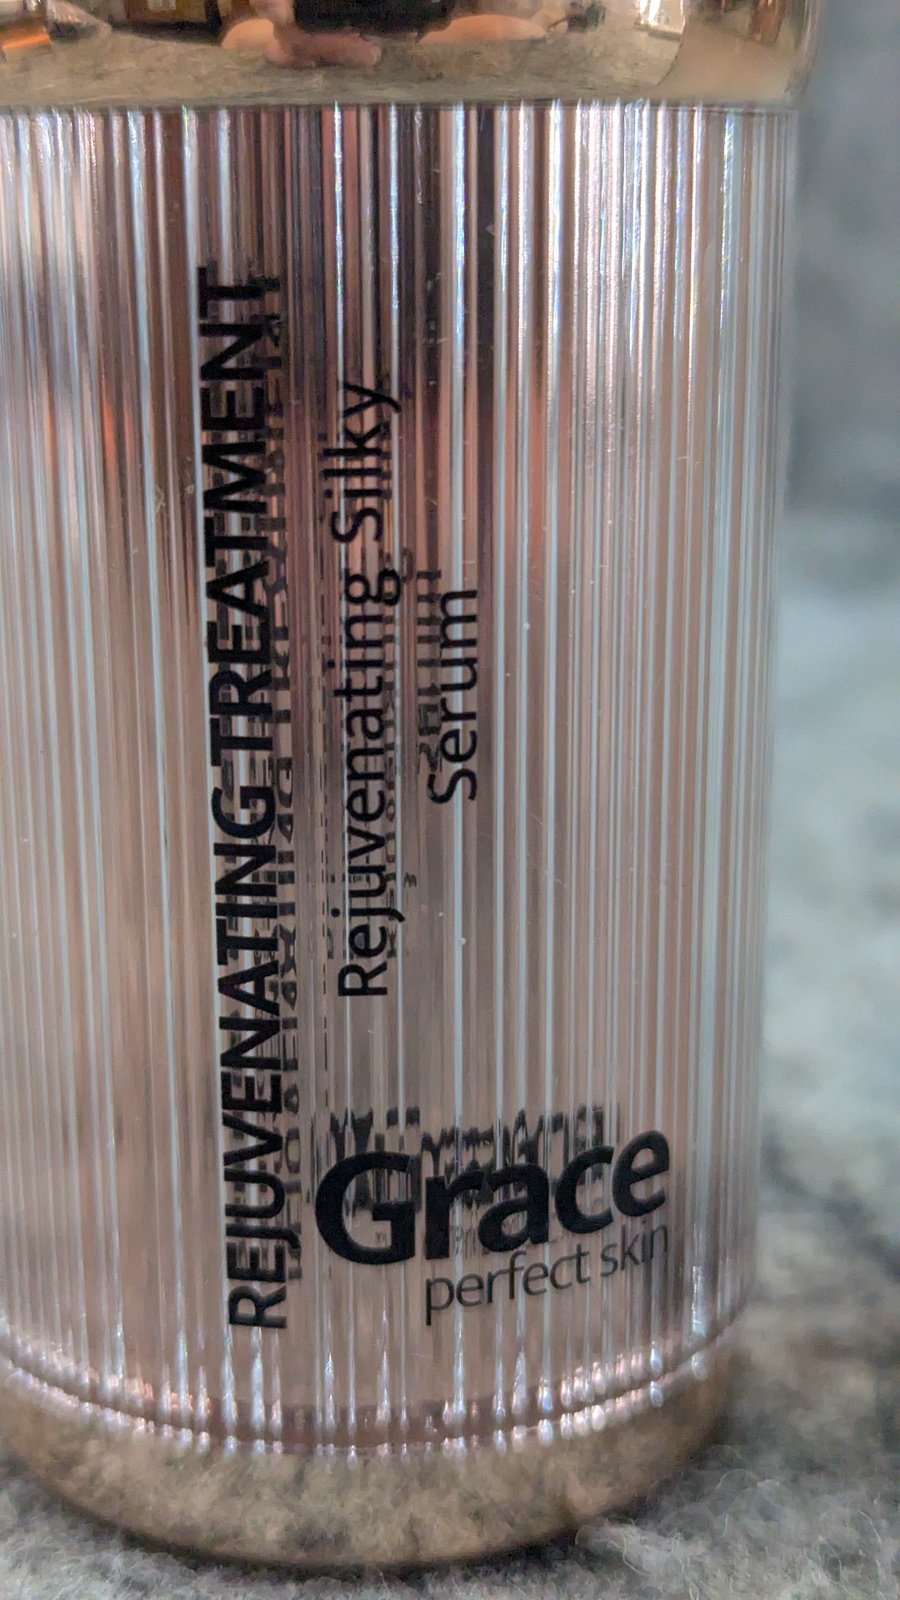 REJUVENATING TREATMENT
Rejuvenating Silky
Serum
Grace
perfect skin